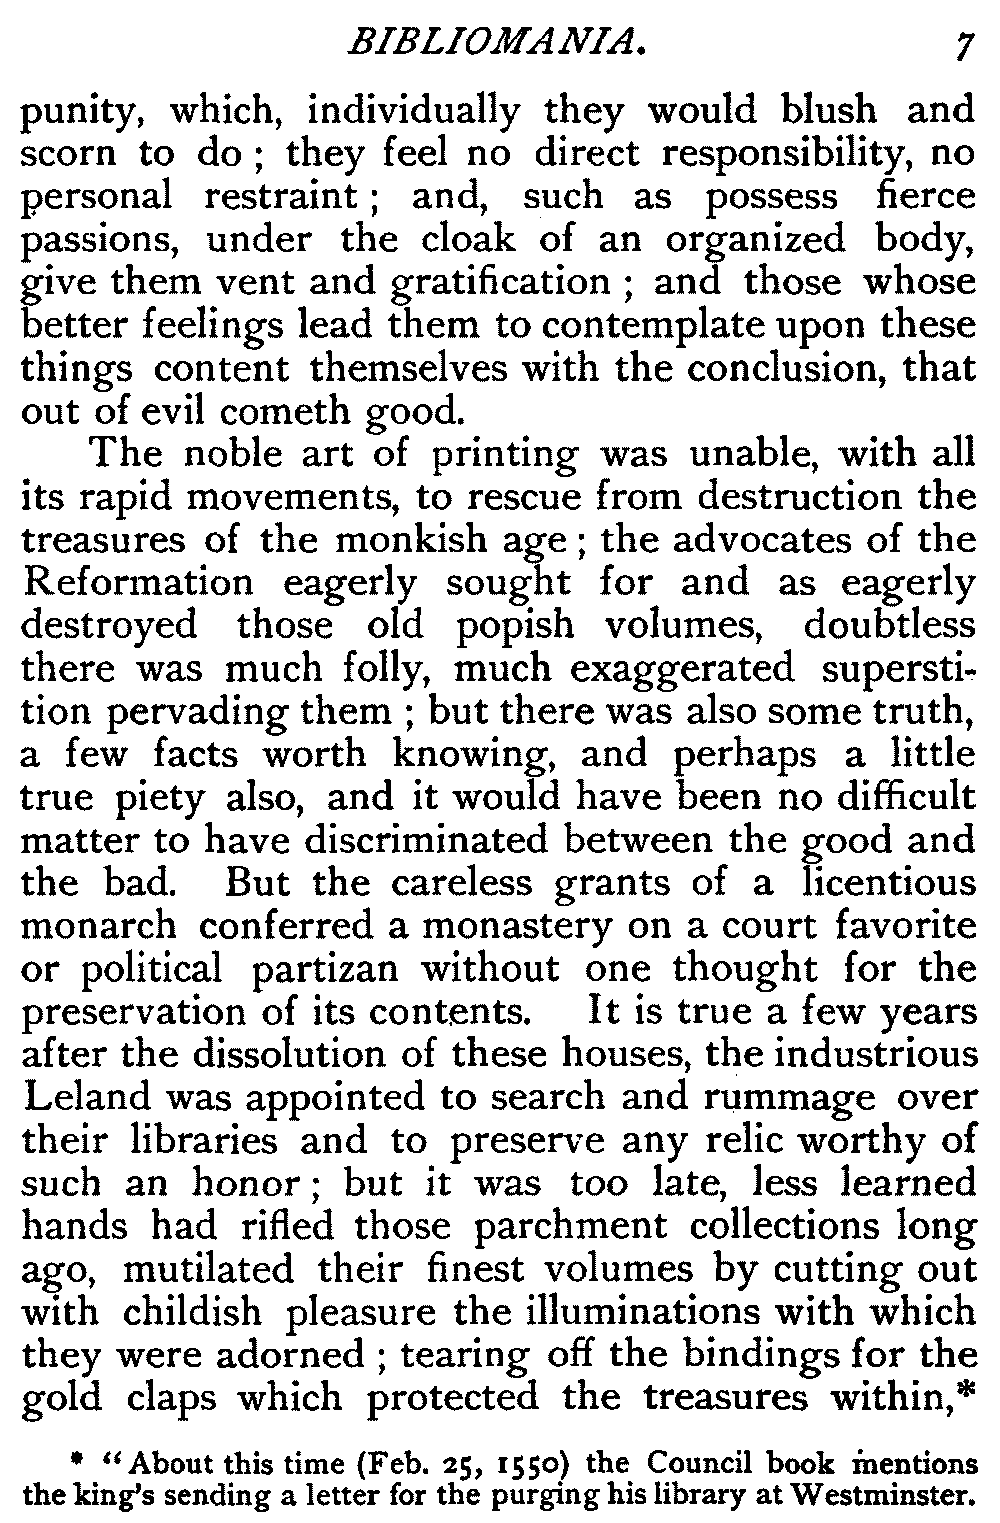 BIBLIOMANIA. 7
punity, which, individually they would blush and
scorn to do ; they feel no direct responsibility, no
personal restraint ; and, such as possess fierce
passions, under the cloak of an organized body,
give them vent and gratification ; and those whose
better feelings lead them to contemplate upon these
things content themselves with the conclusion, that
out of evil cometh good.
The noble art of printing was unable, with all
its rapid movements, to rescue from destruction the
treasures of the monkish age ; the advocates of the
Reformation eagerly sought for and as eagerly
destroyed those old popish volumes, doubtless
there was much folly, much exaggerated supersti-
tion pervading them ; but there was also some truth,
a few facts worth knowing, and perhaps a little
true piety also, and it would have been no difficult
matter to have discriminated between the good and
the bad. But the careless grants of a licentious
monarch conferred a monastery on a court favorite
or political partizan without one thought for the
preservation of its contents. It is true a few years
after the dissolution of these houses, the industrious
Leland was appointed to search and rummage over
their libraries and to preserve any relic worthy of
such an honor ; but it was too late, less learned
hands had rifled those parchment collections long
ago, mutilated their finest volumes by cutting out
with childish pleasure the illuminations with which
they were adorned ; tearing off the bindings for the
gold claps which protected the treasures within,*
* "About this time (Feb. 25, 1550) the Council book mentions
the king's sending a letter for the purging his library at Westminster.